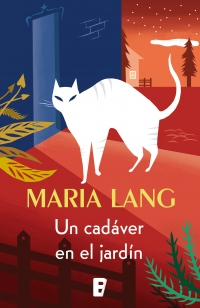 MARIA LANG
Un cadáver
en el jardín
B